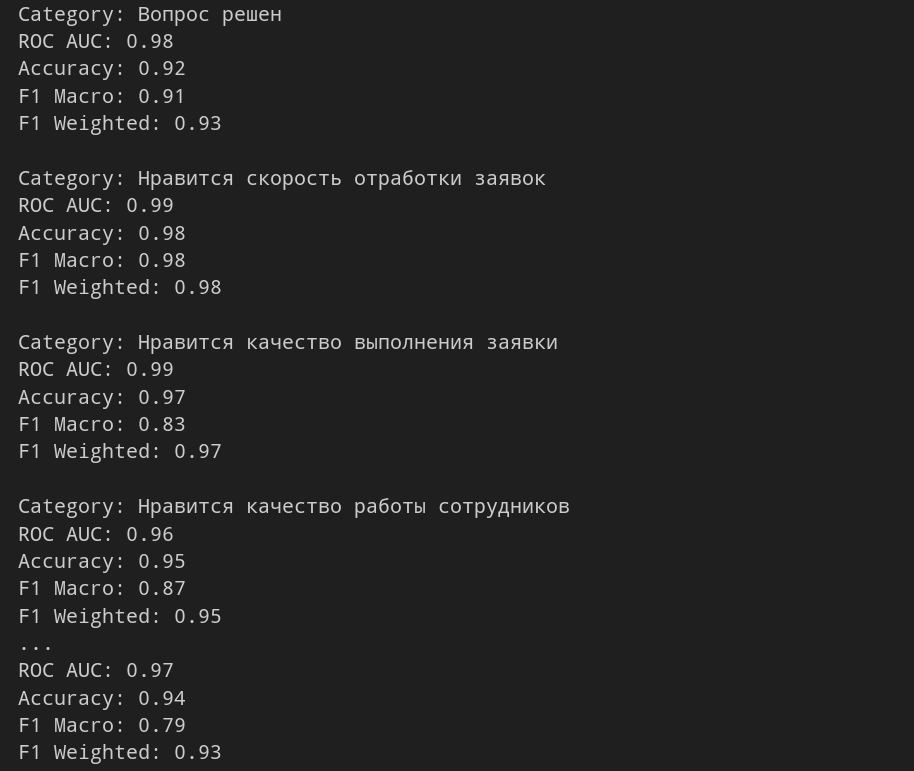 Category: Вопрос решен
ROC AUC: 0.98
Accuracy: 0.92
F1 Macro: 0.91
F1 Weighted: 0.93
Category: Нравится скорость отработки заявок
ROC AUC: 0.99
Accuracy: 0.98
F1 Macro: 0.98
F1 Weighted: 0.98
Category: Нравится качество выполнения заявки
ROC AUC: 0.99
Accuracy: 0.97
F1 Macro: 0.83
F1 Weighted: 0.97
Category: Нравится качество работы сотрудников
ROC AUC: 0.96
Accuracy: 0.95
F1 Macro: 0.87
F1 Weighted: 0.95
...
ROC AUC: 0.97
Accuracy: 0.94
F1 Macro: 0.79
F1 Weighted: 0.93